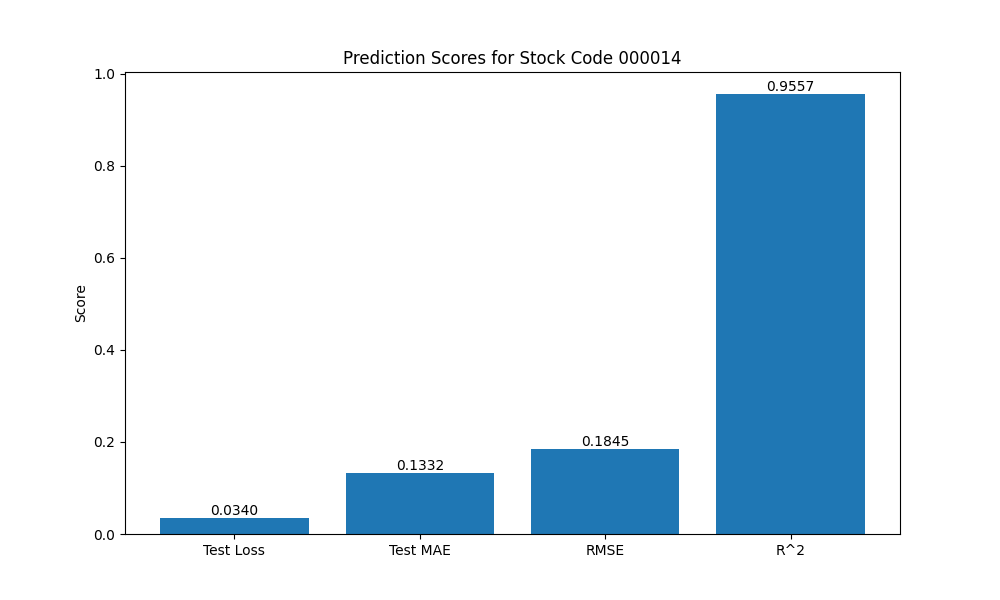 Prediction Scores for Stock Code 000014
1.0
0.8
0.6
0.4
0.2
0.0
Score
0.0340
0.1332
0.1845
0.9557
Test Loss
Test MAE
RMSE
R^2